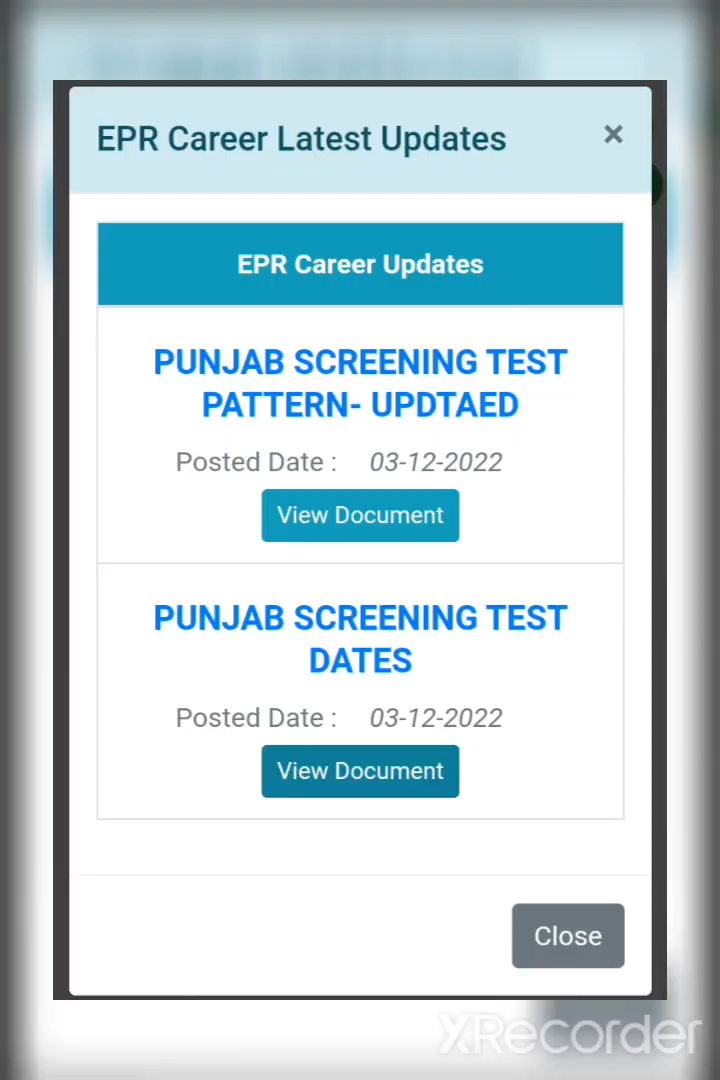 EPR Career Latest Updates ×
EPR Career Updates
PUNJAB SCREENING TEST
PATTERN- UPDTAED
Posted Date : 03-12-2022
View Document
PUNJAB SCREENING TEST
DATES
Posted Date : 03-12-2022
View Document
Close
XRecorder